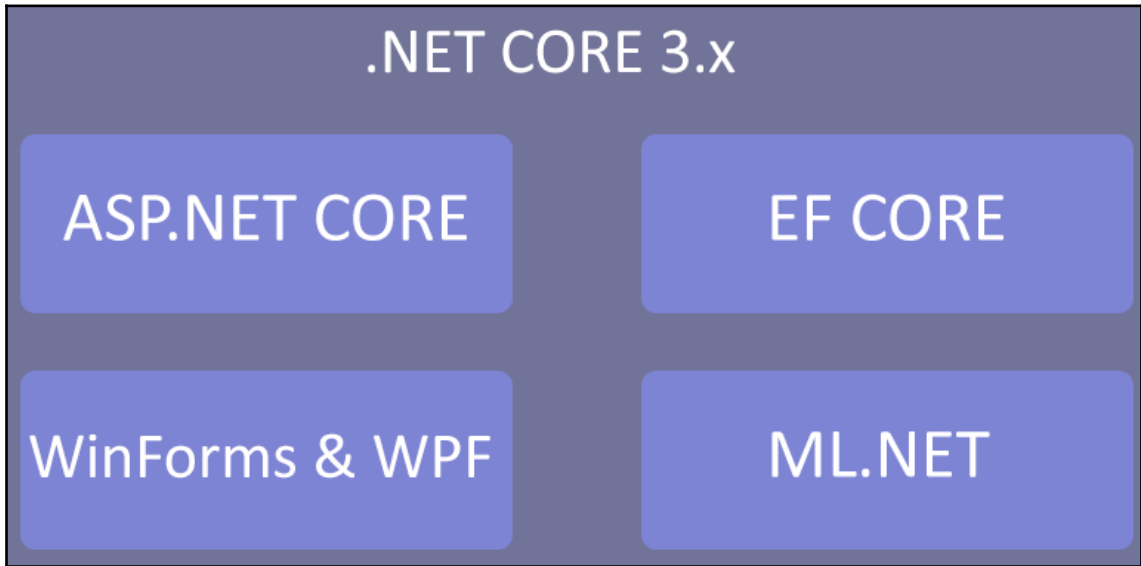 .NET CORE 3.x
ASP.NET CORE
EF CORE
WinForms & WPF
ML.NET